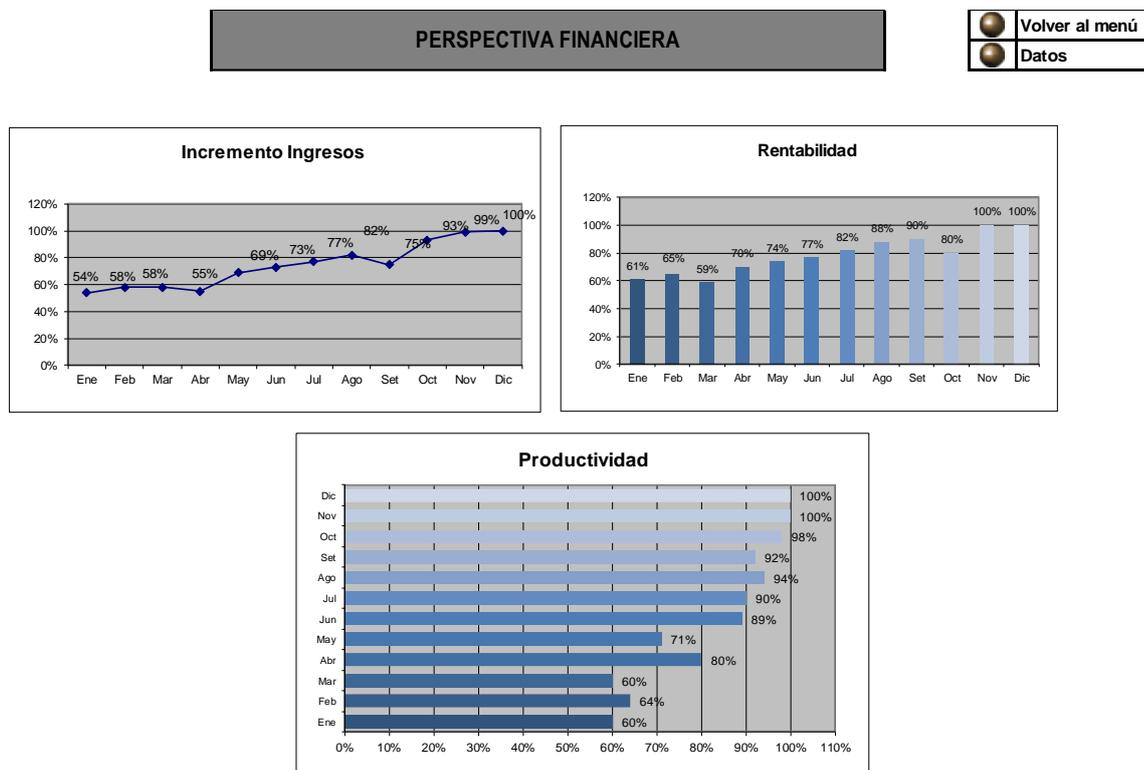 PERSPECTIVA FINANCIERA
Volver al menú
Datos
Incremento Ingresos
120%
100%
80%
60%
40%
20%
0%
54% 58% 58% 55% 69% 73% 77% 82% 75% 93% 99% 100%
Ene Feb Mar Abr May Jun Jul Ago Set Oct Nov Dic
Rentabilidad
120%
100%
80%
60%
40%
20%
0%
61% 65% 59% 70% 74% 77% 82% 88% 90% 80% 100% 100%
Ene Feb Mar Abr May Jun Jul Ago Set Oct Nov Dic
Productividad
Dic 100%
Nov 100%
Oct 98%
Set 92%
Ago 94%
Jul 90%
Jun 89%
May 71%
Abr 80%
Mar 60%
Feb 64%
Ene 60%
0% 10% 20% 30% 40% 50% 60% 70% 80% 90% 100% 110%